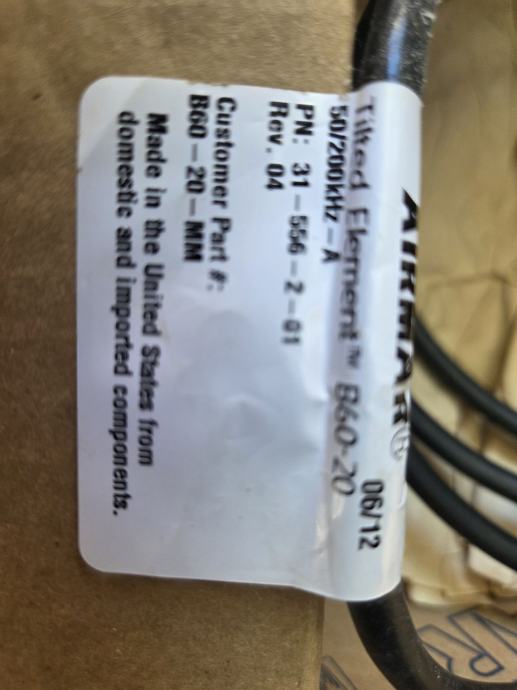 AIRMAR® 06/12
Tilted Element™ B60-20
50/200kHz-A
PN: 31-556-2-01
Rev. 04
Customer Part #:
B60-20-MM
Made in the United States from
domestic and imported components.